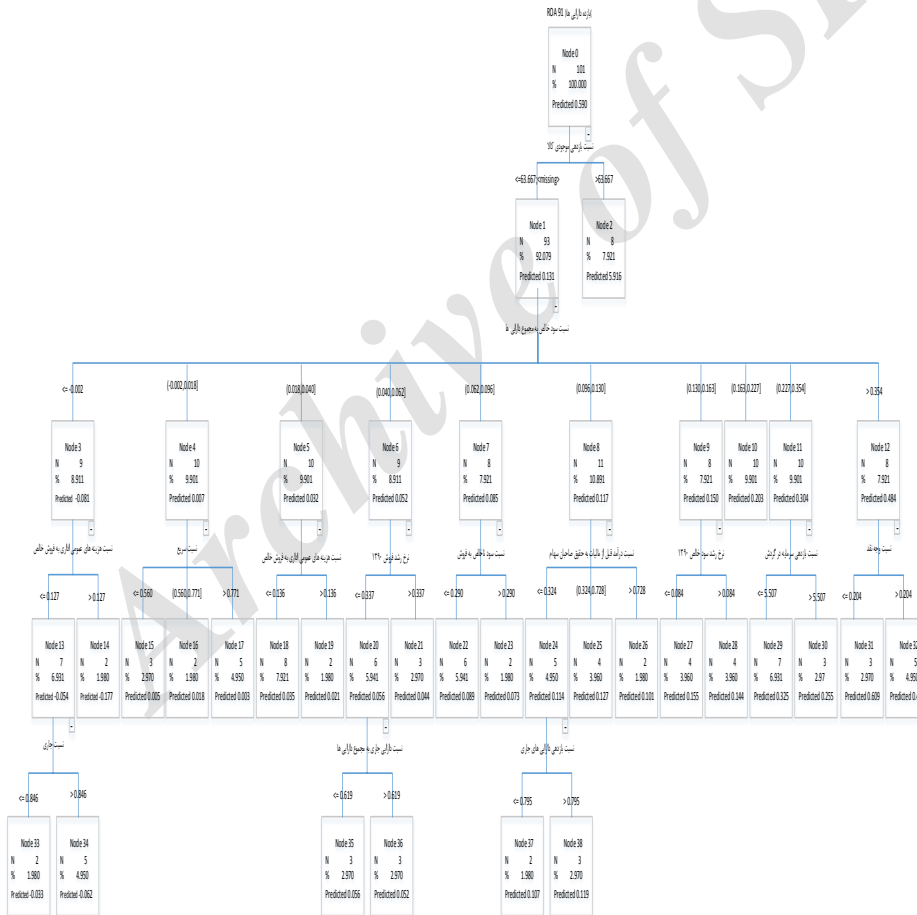 بازده دارایی ها) ROA 91
Node 0
N 101
% 100.000
Predicted 0.590
نسبت بازدهی موجودی کالا
<=63.667;<missing> >63.667
Node 1
N 93
% 92.079
Predicted 0.131
Node 2
N 8
% 7.921
Predicted 5.916
نسبت سود خالص به مجموع دارایی ها
<= -0.002 (-0.002,0.018] (0.018,0.040] (0.040,0.062] (0.062,0.096] (0.096,0.130] (0.130,0.163] (0.163,0.227] (0.227,0.354] > 0.354
Node 3
N 9
% 8.911
Predicted -0.081
Node 4
N 10
% 9.901
Predicted 0.007
Node 5
N 10
% 9.901
Predicted 0.032
Node 6
N 9
% 8.911
Predicted 0.052
Node 7
N 8
% 7.921
Predicted 0.085
Node 8
N 11
% 10.891
Predicted 0.117
Node 9
N 8
% 7.921
Predicted 0.150
Node 10
N 10
% 9.901
Predicted 0.203
Node 11
N 10
% 9.901
Predicted 0.304
Node 12
N 8
% 7.921
Predicted 0.484
نسبت هزینه های عمومی اداری به فروش خالص
نسبت سریع
نسبت هزینه های عمومی اداری به فروش خالص
نرخ رشد فروش ۱۳۹۰
نسبت سود ناخالص به فروش
نسبت درآمد قبل از مالیات به حقوق صاحبان سهام
نرخ رشد سود خالص ۱۳۹۰
نسبت بازدهی سرمایه در گردش
نسبت وجه نقد
<= 0.127 > 0.127 <= 0.560 (0.560,0.771] > 0.771 <= 0.136 > 0.136 <= 0.337 > 0.337 <= 0.290 > 0.290 <= 0.324 (0.324,0.728] > 0.728 <= 0.084 > 0.084 <= 5.507 > 5.507 <= 0.204 > 0.204
Node 13
N 7
% 6.931
Predicted -0.054
Node 14
N 2
% 1.980
Predicted -0.177
Node 15
N 3
% 2.970
Predicted 0.005
Node 16
N 2
% 1.980
Predicted 0.018
Node 17
N 5
% 4.950
Predicted 0.003
Node 18
N 8
% 7.921
Predicted 0.035
Node 19
N 2
% 1.980
Predicted 0.021
Node 20
N 6
% 5.941
Predicted 0.056
Node 21
N 3
% 2.970
Predicted 0.044
Node 22
N 6
% 5.941
Predicted 0.089
Node 23
N 2
% 1.980
Predicted 0.073
Node 24
N 5
% 4.950
Predicted 0.114
Node 25
N 4
% 3.960
Predicted 0.127
Node 26
N 2
% 1.980
Predicted 0.101
Node 27
N 4
% 3.960
Predicted 0.155
Node 28
N 4
% 3.960
Predicted 0.144
Node 29
N 7
% 6.931
Predicted 0.325
Node 30
N 3
% 2.97
Predicted 0.255
Node 31
N 3
% 2.970
Predicted 0.609
Node 32
N 5
% 4.950
Predicted 0.4
نسبت جاری
نسبت دارایی جاری به مجموع دارایی ها
نسبت بازدهی دارایی های جاری
<= 0.846 > 0.846 <= 0.619 > 0.619 <= 0.795 > 0.795
Node 33
N 2
% 1.980
Predicted -0.033
Node 34
N 5
% 4.950
Predicted -0.062
Node 35
N 3
% 2.970
Predicted 0.056
Node 36
N 3
% 2.970
Predicted 0.052
Node 37
N 2
% 1.980
Predicted 0.107
Node 38
N 3
% 2.970
Predicted 0.119
Archive of